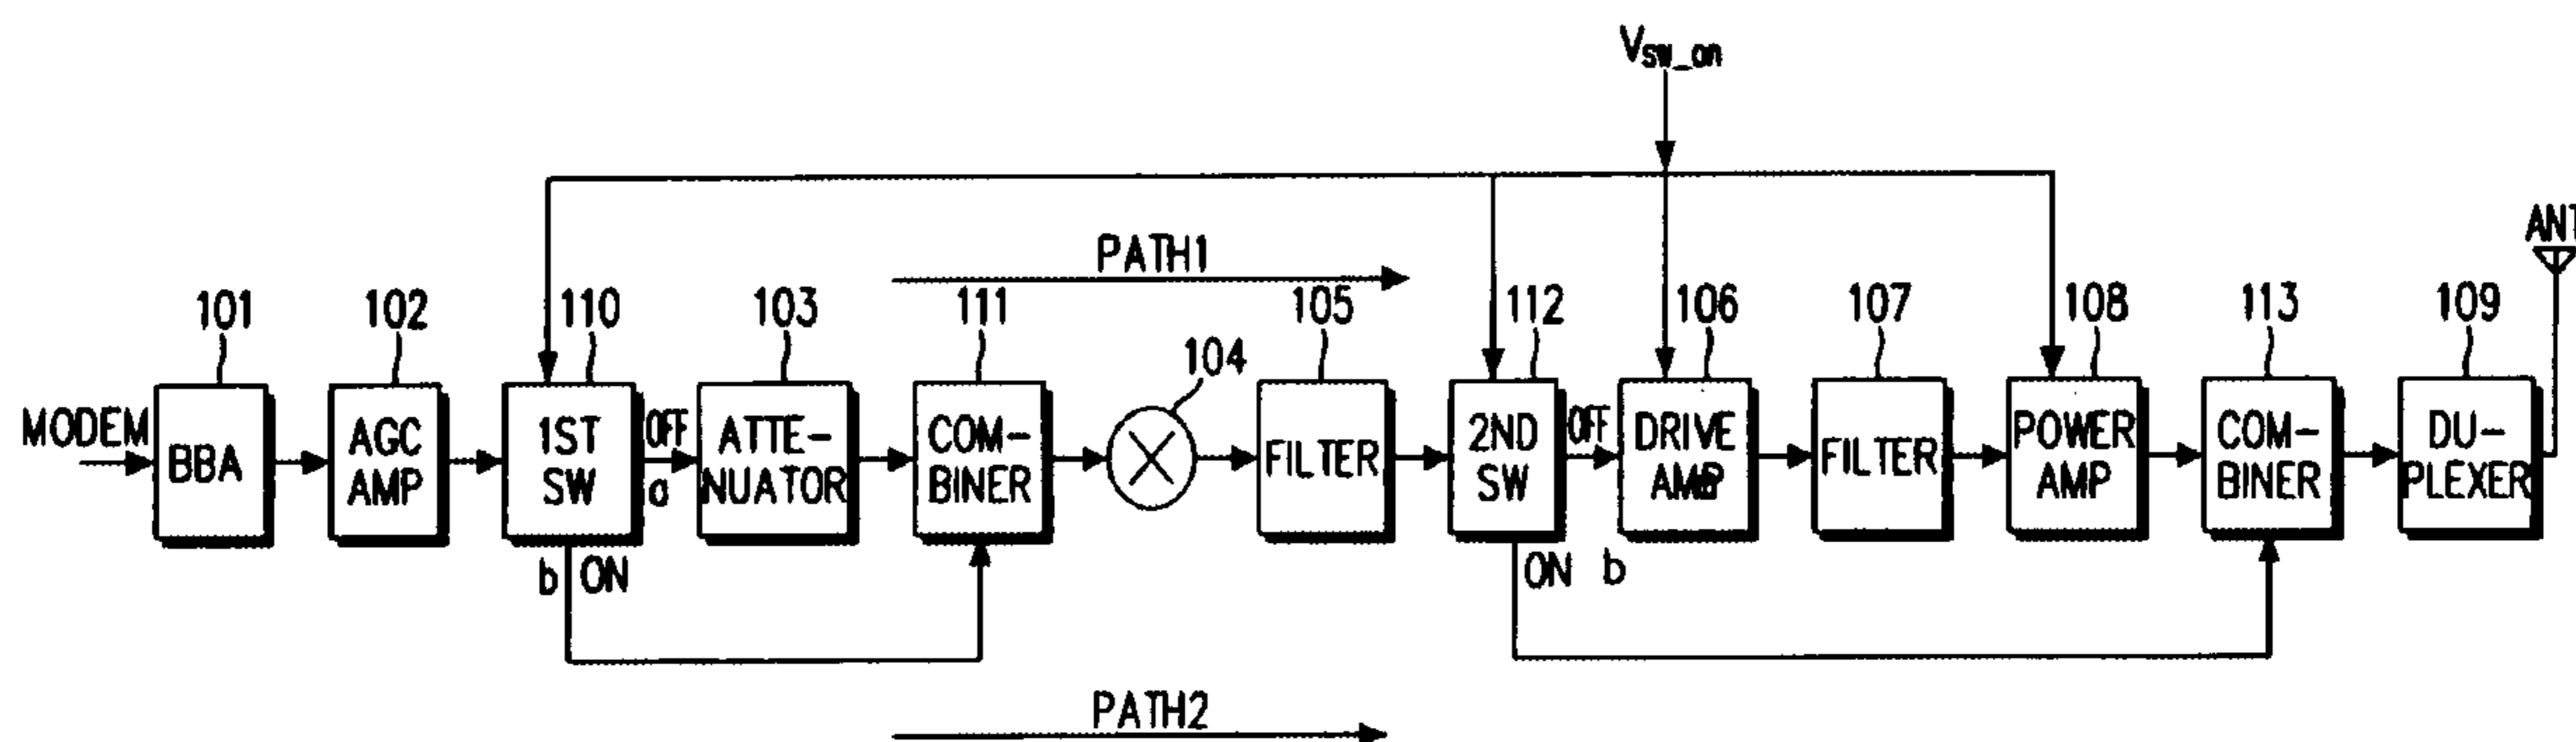 Vsw_on
PATH1
ANT
101
102
110
103
111
104
105
112
106
107
108
113
109
MODEM
BBA
AGC
AMP
1ST
SW
OFF
a
b
ON
ATTE-
NUATOR
COM-
BINER
FILTER
2ND
SW
OFF
ON
b
DRIVE
AMP
FILTER
POWER
AMP
COM-
BINER
DU-
PLEXER
PATH2